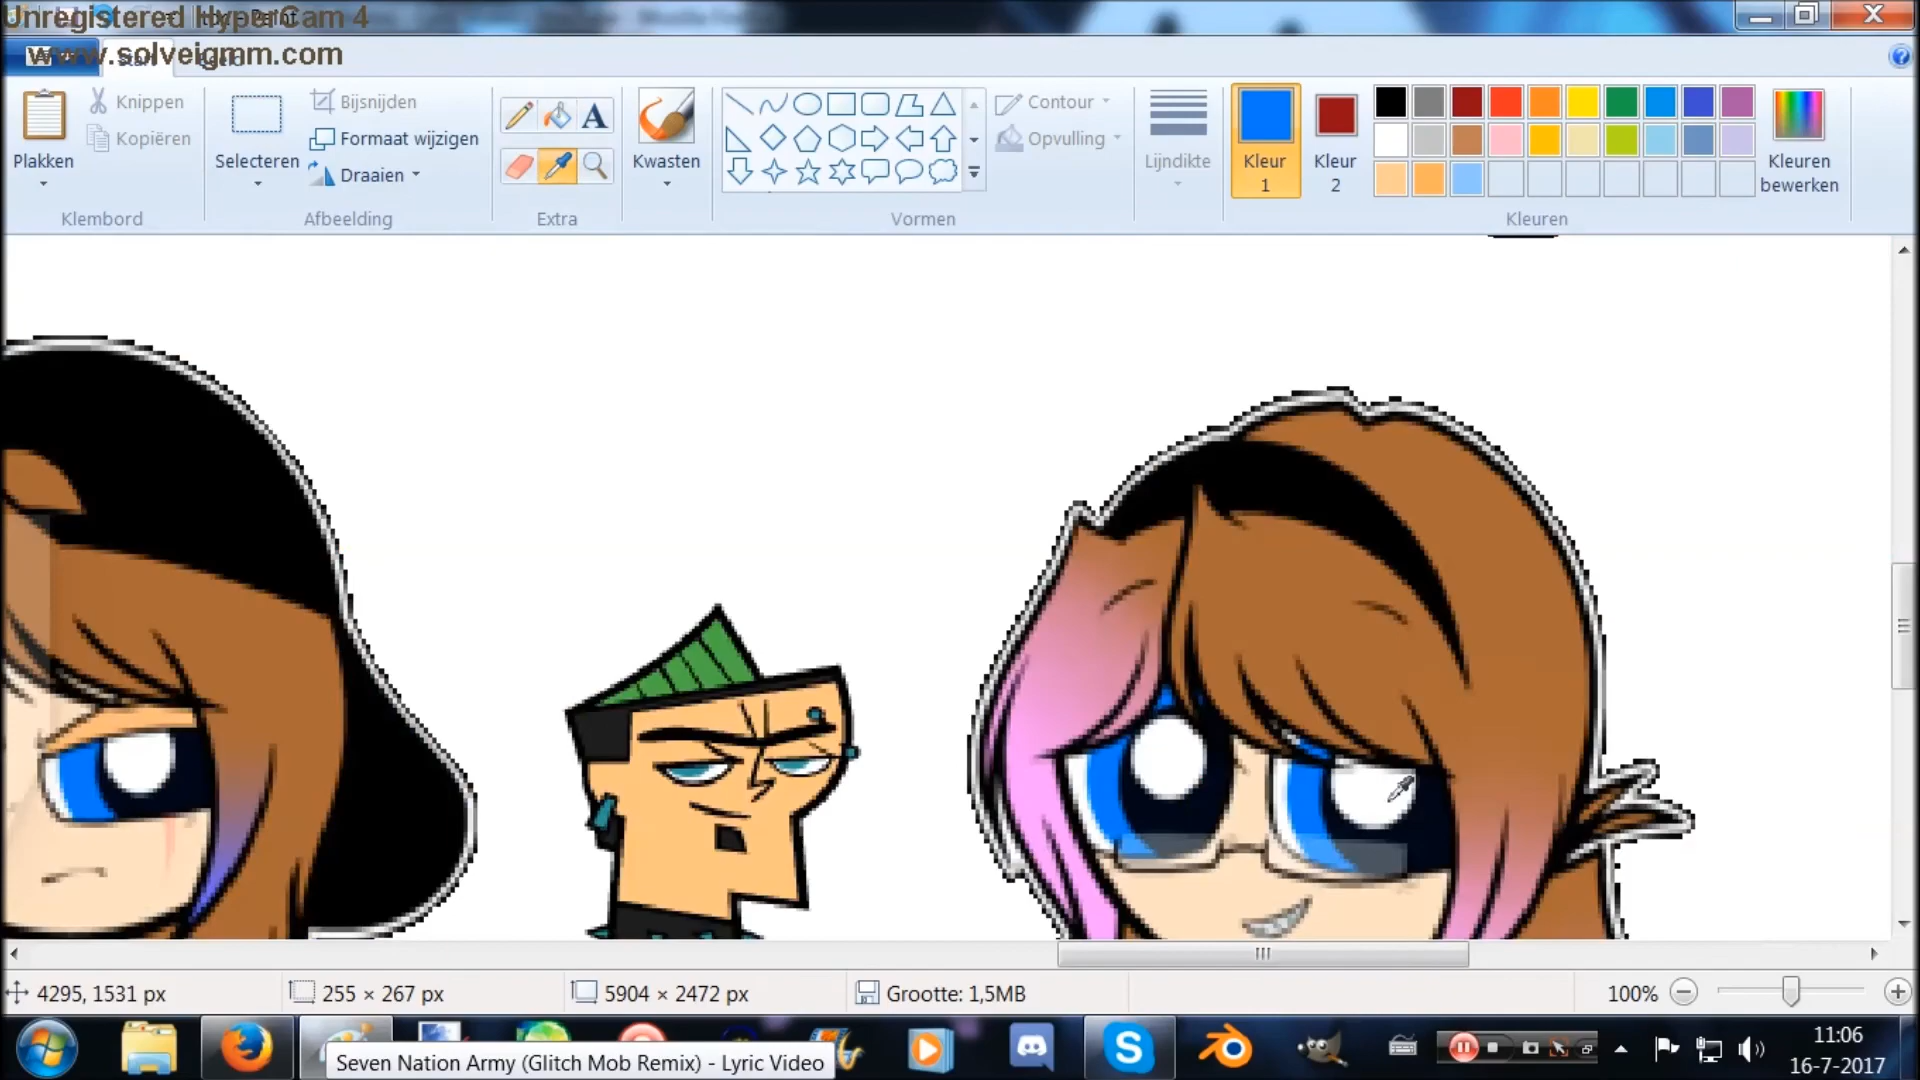 Unregistered HyperCam 4
www.solveigmm.com
Plakken
Knippen
Kopiëren
Klembord
Selecteren
Bijsnijden
Formaat wijzigen
Draaien
Afbeelding
A
Extra
Kwasten
Contour
Opvulling
Vormen
Lijndikte
Kleur
1
Kleur
2
Kleuren
bewerken
Kleuren
4295, 1531 px
255 × 267 px
5904 × 2472 px
Grootte: 1,5MB
100%
Seven Nation Army (Glitch Mob Remix) - Lyric Video
11:06
16-7-2017